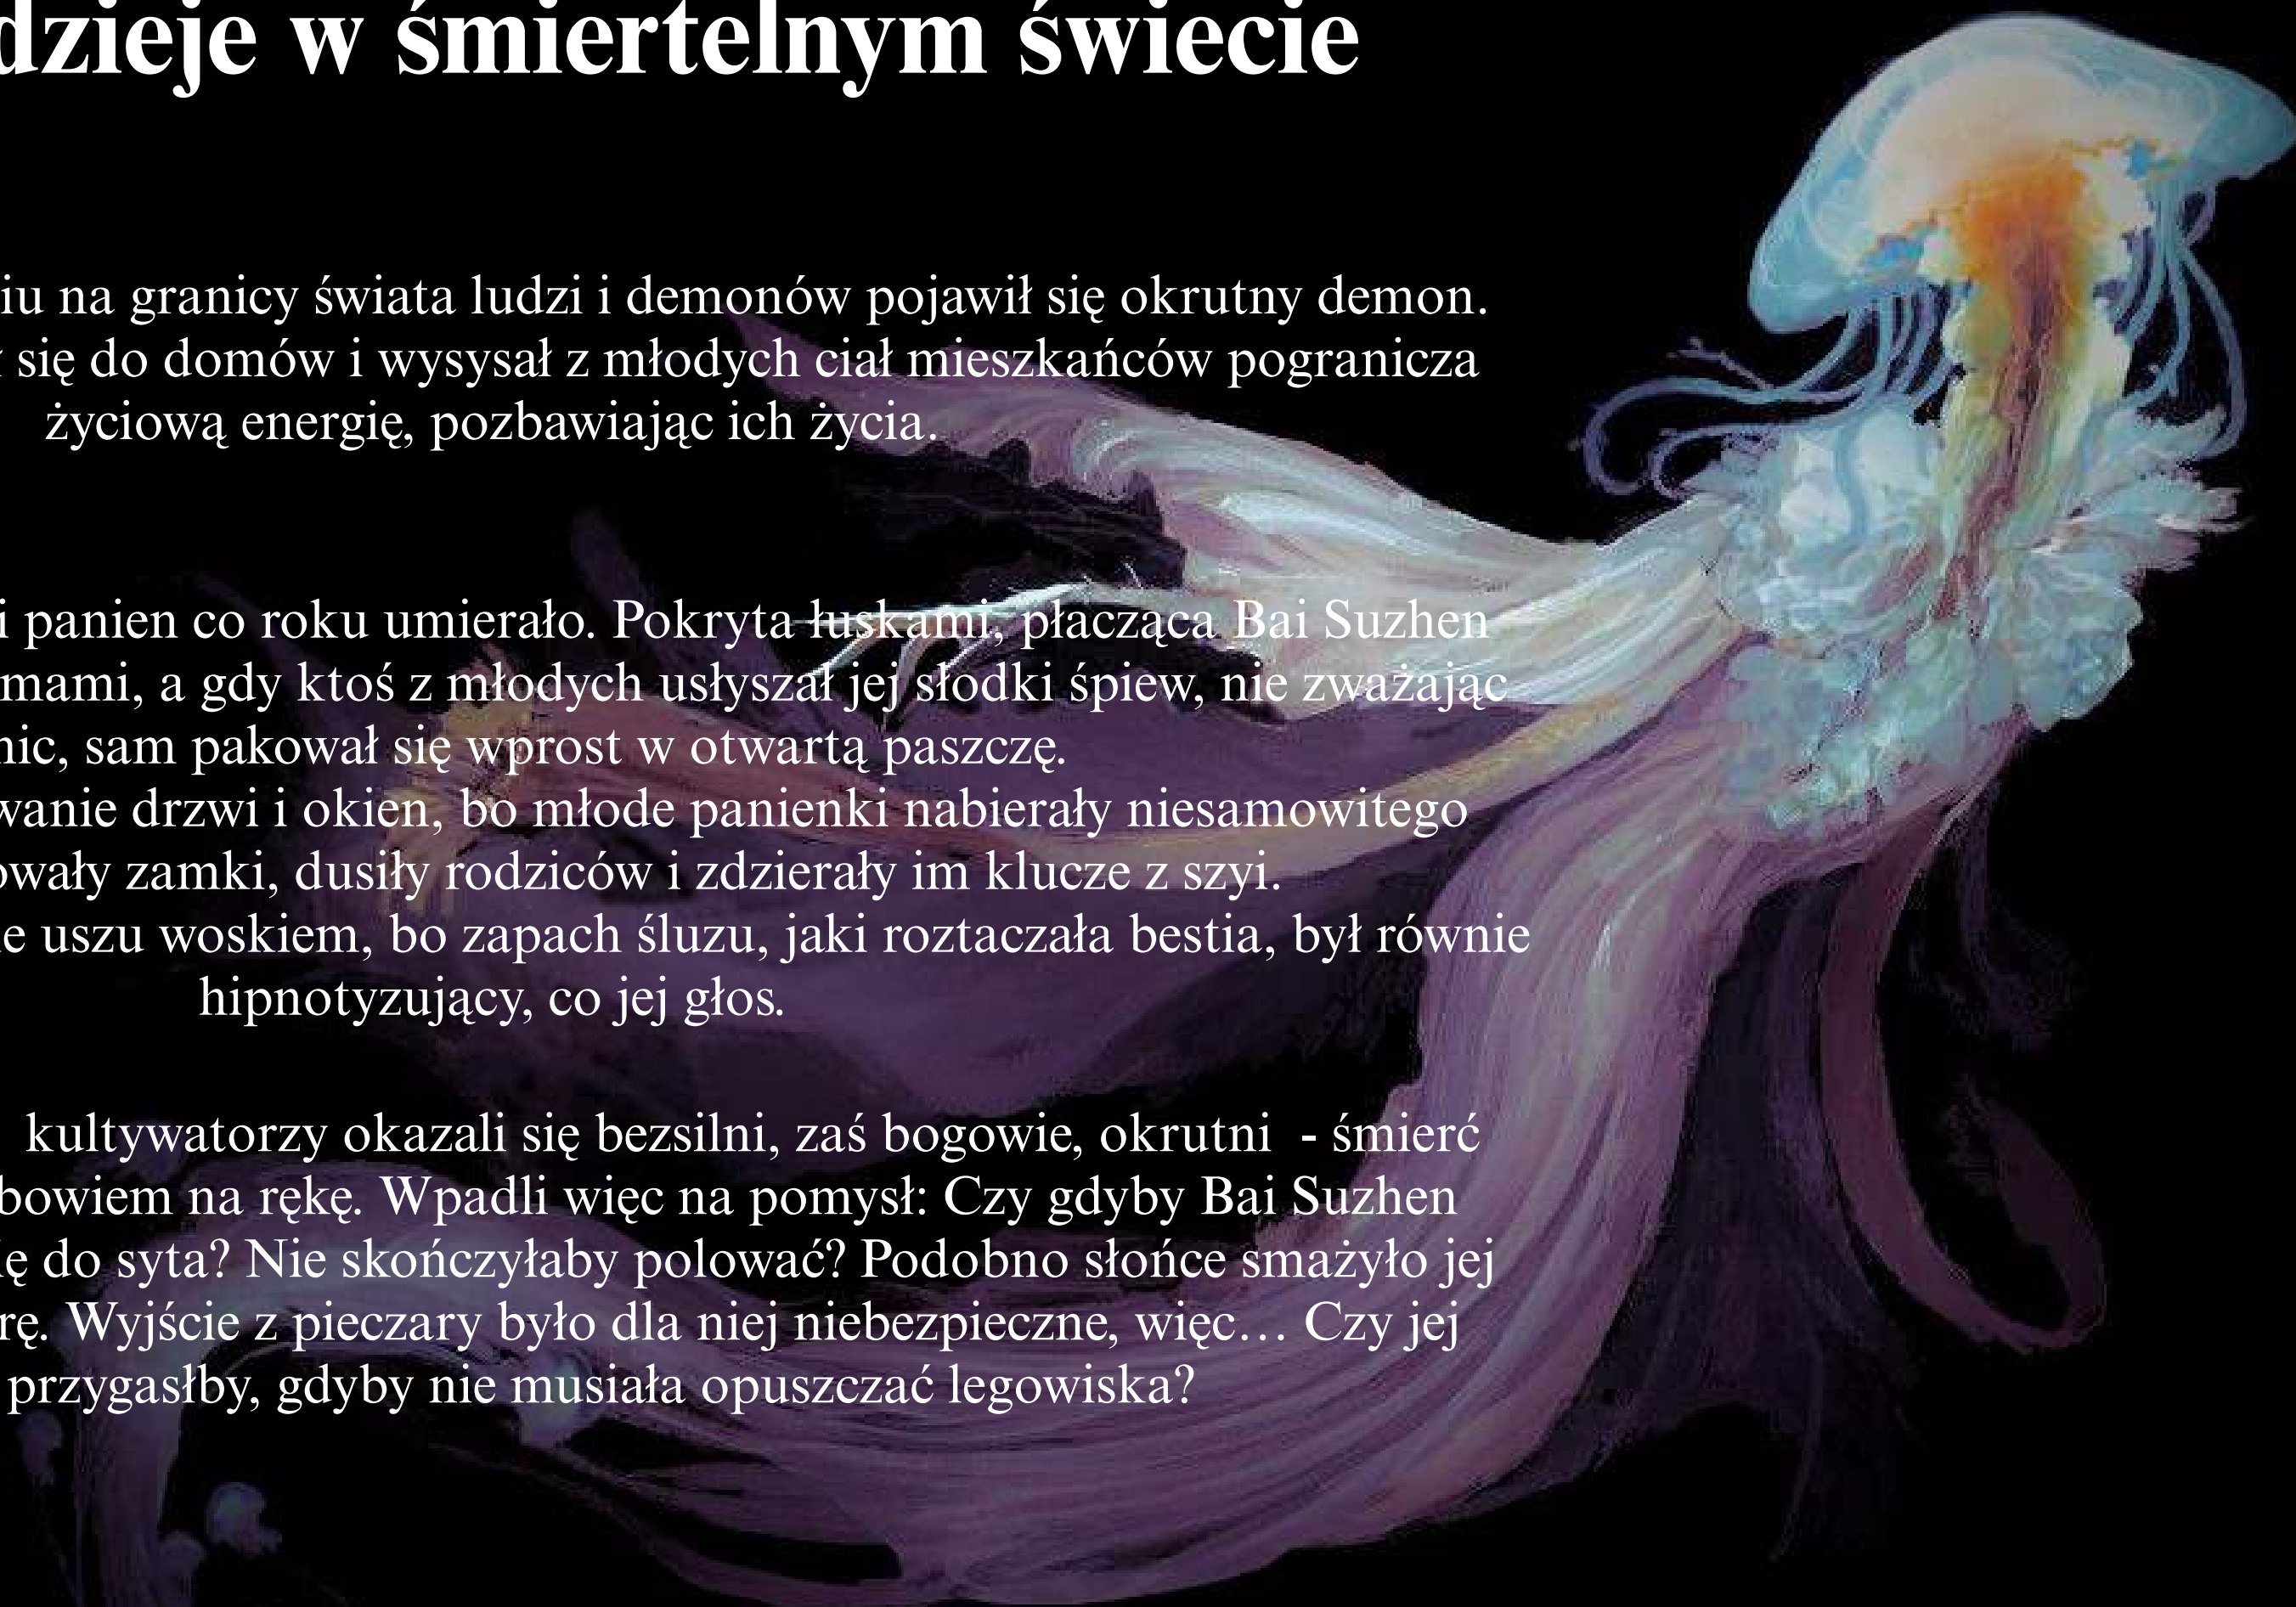 dzieje w śmiertelnym świecie
iu na granicy świata ludzi i demonów pojawił się okrutny demon.
się do domów i wysysał z młodych ciał mieszkańców pogranicza
życiową energię, pozbawiając ich życia.
i panien co roku umierało. Pokryta łuskami, płacząca Bai Suzhen
mami, a gdy ktoś z młodych usłyszał jej słodki śpiew, nie zważając
nic, sam pakował się wprost w otwartą paszczę.
wanie drzwi i okien, bo młode panienki nabierały niesamowitego
owały zamki, dusiły rodziców i zdzierały im klucze z szyi.
e uszu woskiem, bo zapach śluzu, jaki roztaczała bestia, był równie
hipnotyzujący, co jej głos.
kultywatorzy okazali się bezsilni, zaś bogowie, okrutni - śmierć
bowiem na rękę. Wpadli więc na pomysł: Czy gdyby Bai Suzhen
ię do syta? Nie skończyłaby polować? Podobno słońce smażyło jej
rę. Wyjście z pieczary było dla niej niebezpieczne, więc… Czy jej
przygasłby, gdyby nie musiała opuszczać legowiska?